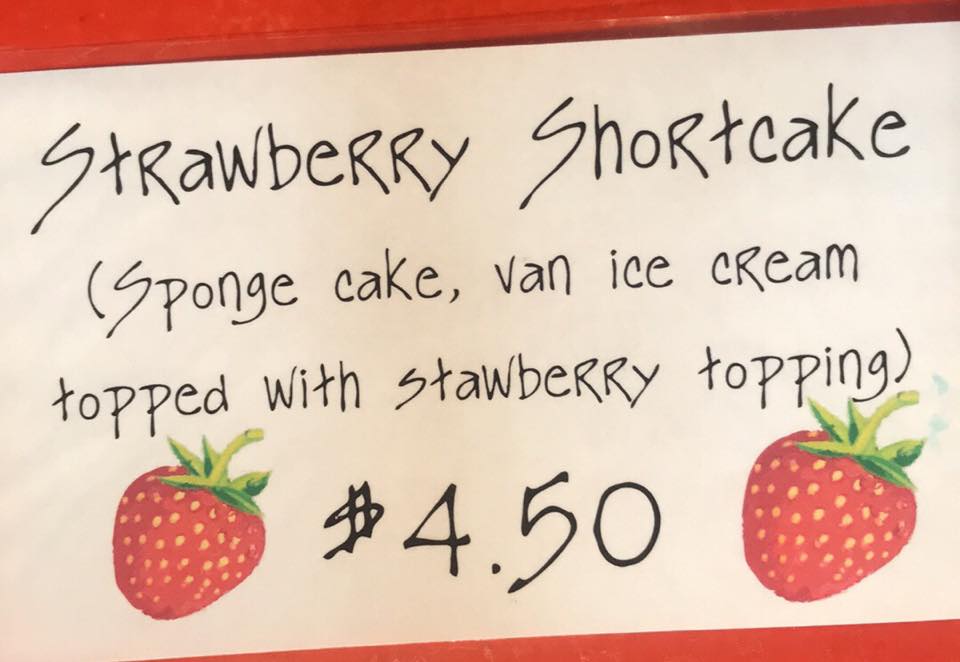 Strawberry Shortcake
(Sponge cake, van ice cream
topped with stawberry topping)
$4.50